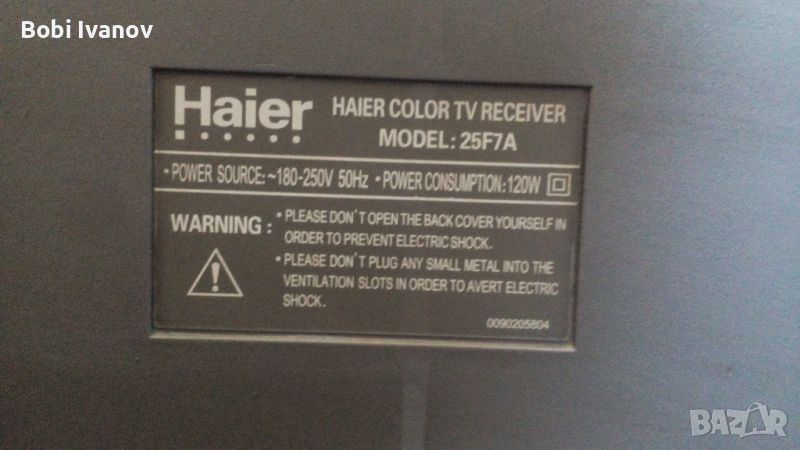 Bobi Ivanov
Haier
HAIER COLOR TV RECEIVER
MODEL: 25F7A
• POWER SOURCE: ~180-250V 50Hz • POWER CONSUMPTION: 120W
WARNING : • PLEASE DON'T OPEN THE BACK COVER YOURSELF IN
ORDER TO PREVENT ELECTRIC SHOCK.
• PLEASE DON'T PLUG ANY SMALL METAL INTO THE
VENTILATION SLOTS IN ORDER TO AVERT ELECTRIC
SHOCK.
0090205804
BAZAR